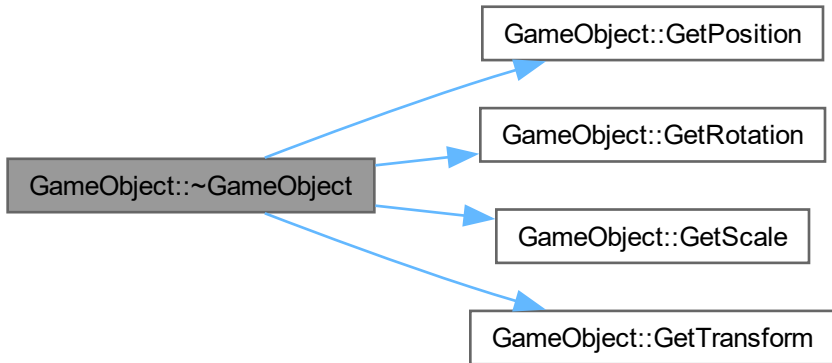 GameObject::GetPosition
GameObject::GetRotation
GameObject::~GameObject
GameObject::GetScale
GameObject::GetTransform